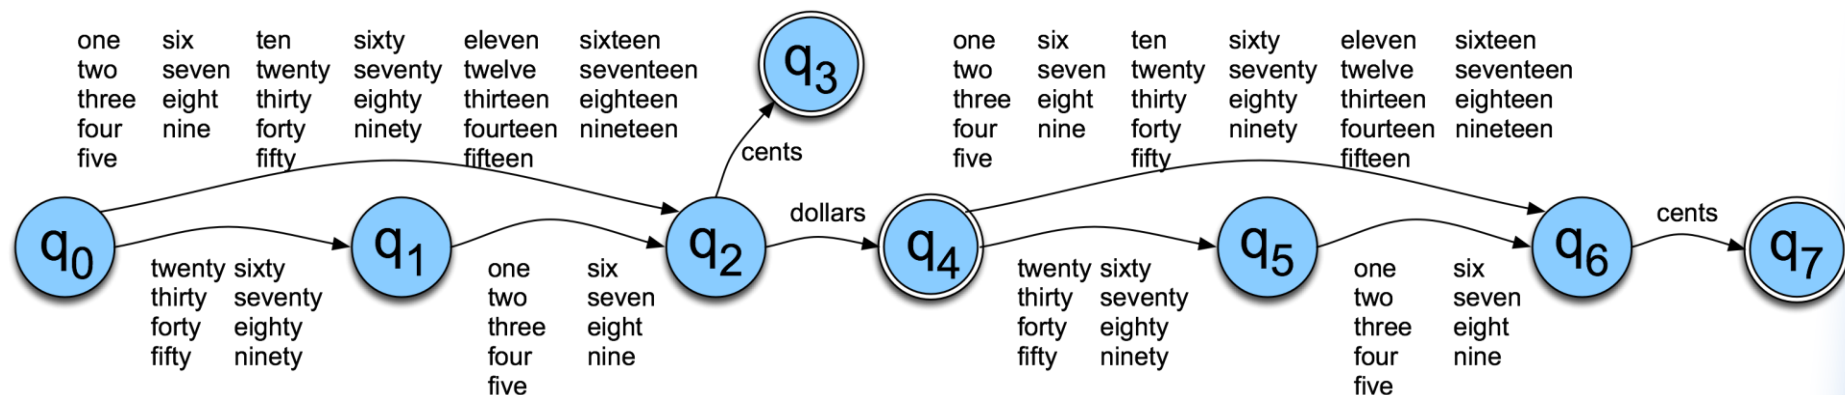 one six ten sixty eleven sixteen
two seven twenty seventy twelve seventeen
three eight thirty eighty thirteen eighteen
four nine forty ninety fourteen nineteen
five fifty fifteen
q3
cents
one six ten sixty eleven sixteen
two seven twenty seventy twelve seventeen
three eight thirty eighty thirteen eighteen
four nine forty ninety fourteen nineteen
five fifty fifteen
q0
q1
q2
dollars
q4
q5
q6
cents
q7
twenty sixty
thirty seventy
forty eighty
fifty ninety
one six
two seven
three eight
four nine
five
twenty sixty
thirty seventy
forty eighty
fifty ninety
one six
two seven
three eight
four nine
five